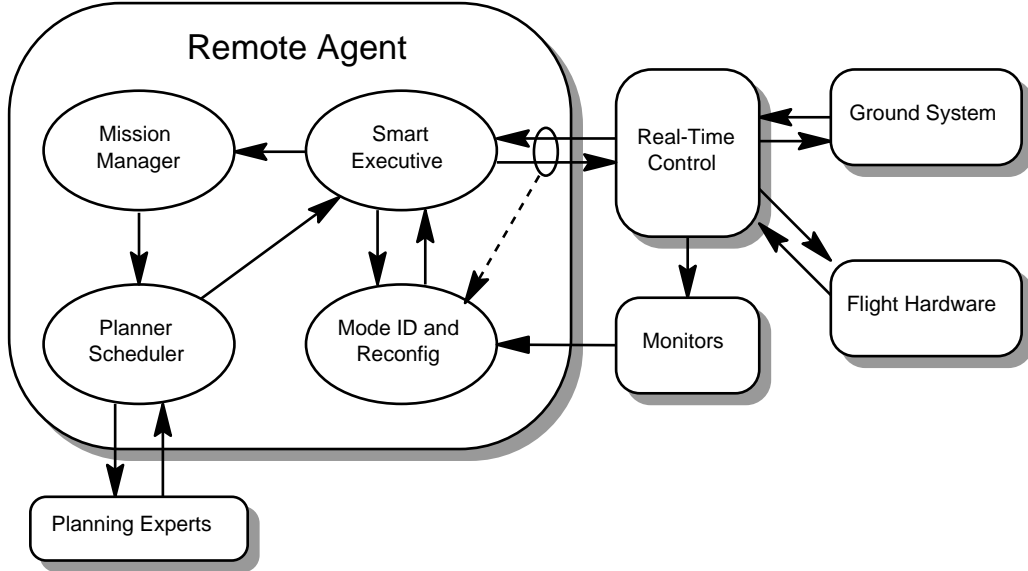 Remote Agent
Mission
Manager
Smart
Executive
Real-Time
Control
Ground System
Planner
Scheduler
Mode ID and
Reconfig
Monitors
Flight Hardware
Planning Experts